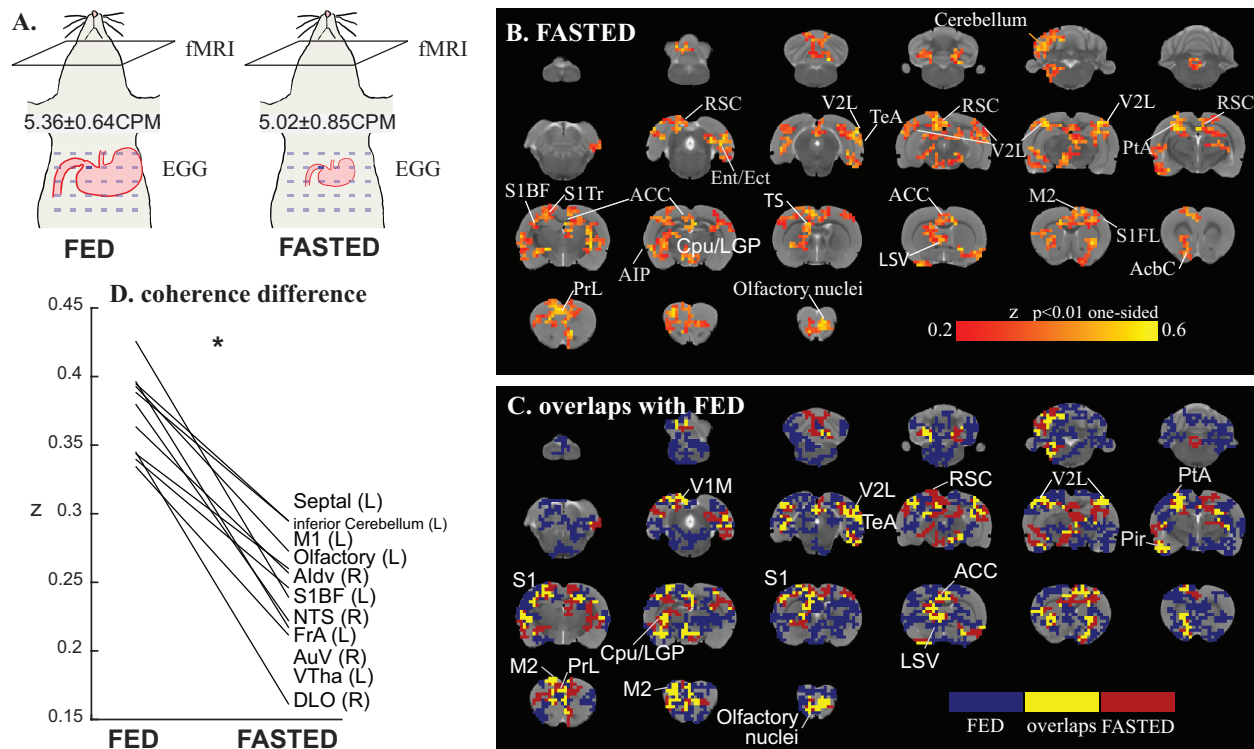 A.
fMRI
fMRI
5.36±0.64CPM
5.02±0.85CPM
EGG
EGG
FED
FASTED
B. FASTED
Cerebellum
RSC
V2L
TeA
RSC
V2L
V2L
PtA
RSC
Ent/Ect
S1BF
S1Tr
ACC
TS
ACC
M2
Cpu/LGP
AIP
LSV
S1FL
AcbC
PrL
Olfactory nuclei
z p<0.01 one-sided
0.2
0.6
C. overlaps with FED
V1M
V2L
TeA
RSC
V2L
PtA
Pir
S1
S1
ACC
Cpu/LGP
LSV
M2
PrL
M2
Olfactory
nuclei
FED
overlaps
FASTED
D. coherence difference
*
0.45
0.4
0.35
0.3
0.25
0.2
0.15
z
Septal (L)
inferior Cerebellum (L)
M1 (L)
Olfactory (L)
AIdv (R)
S1BF (L)
NTS (R)
FrA (L)
AuV (R)
VTha (L)
DLO (R)
FED
FASTED